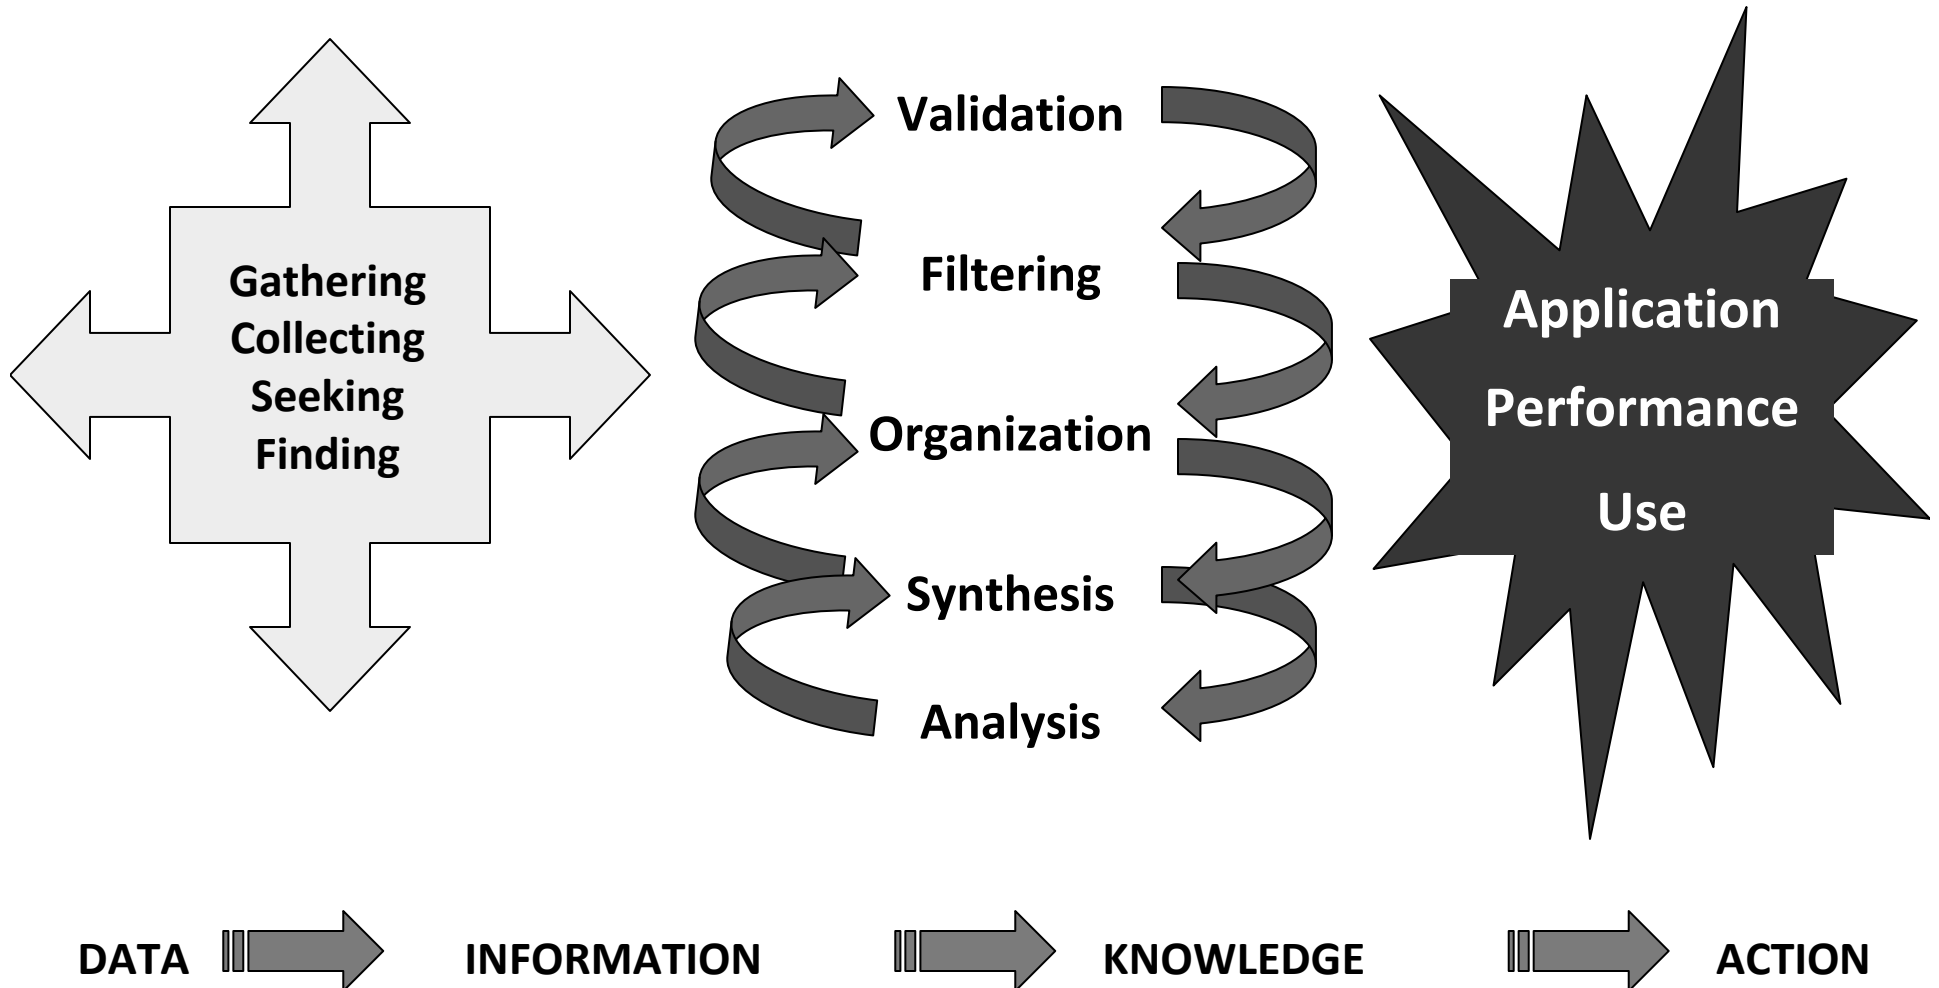 Gathering
Collecting
Seeking
Finding
Validation
Filtering
Organization
Synthesis
Analysis
Application
Performance
Use
DATA INFORMATION KNOWLEDGE ACTION